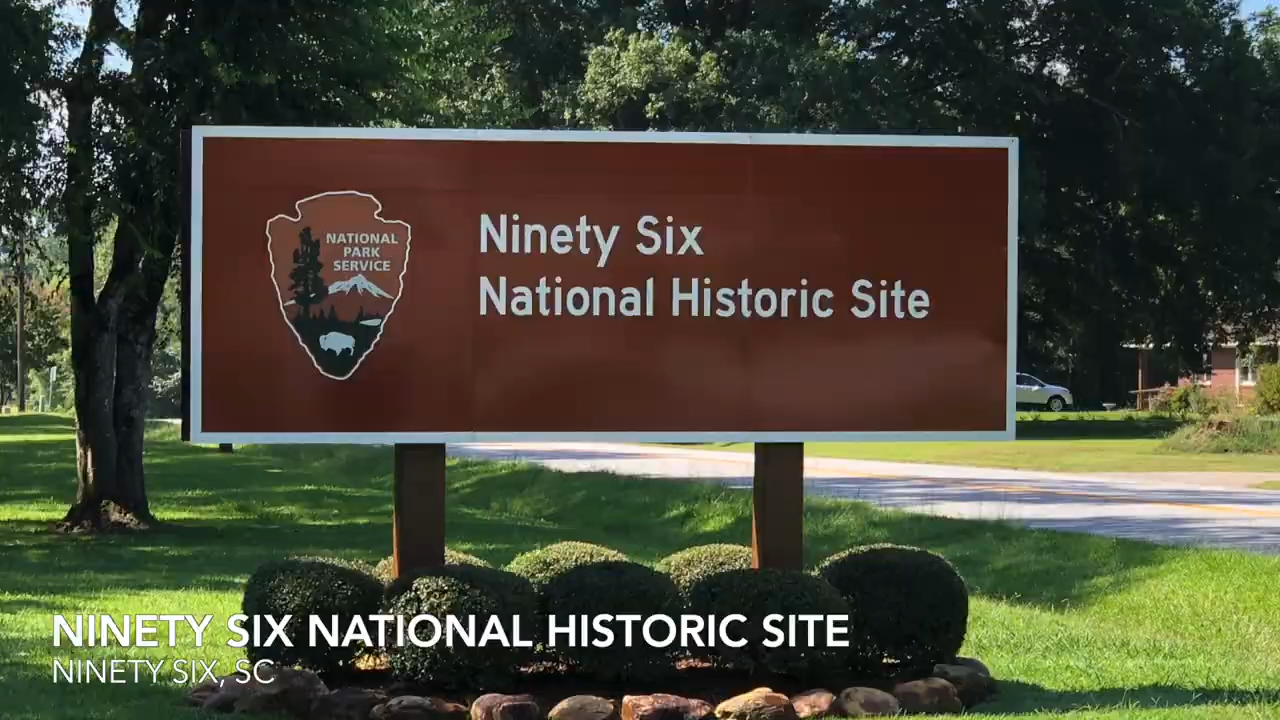 NATIONAL
PARK
SERVICE
Ninety Six
National Historic Site
NINETY SIX NATIONAL HISTORIC SITE
NINETY SIX, SC